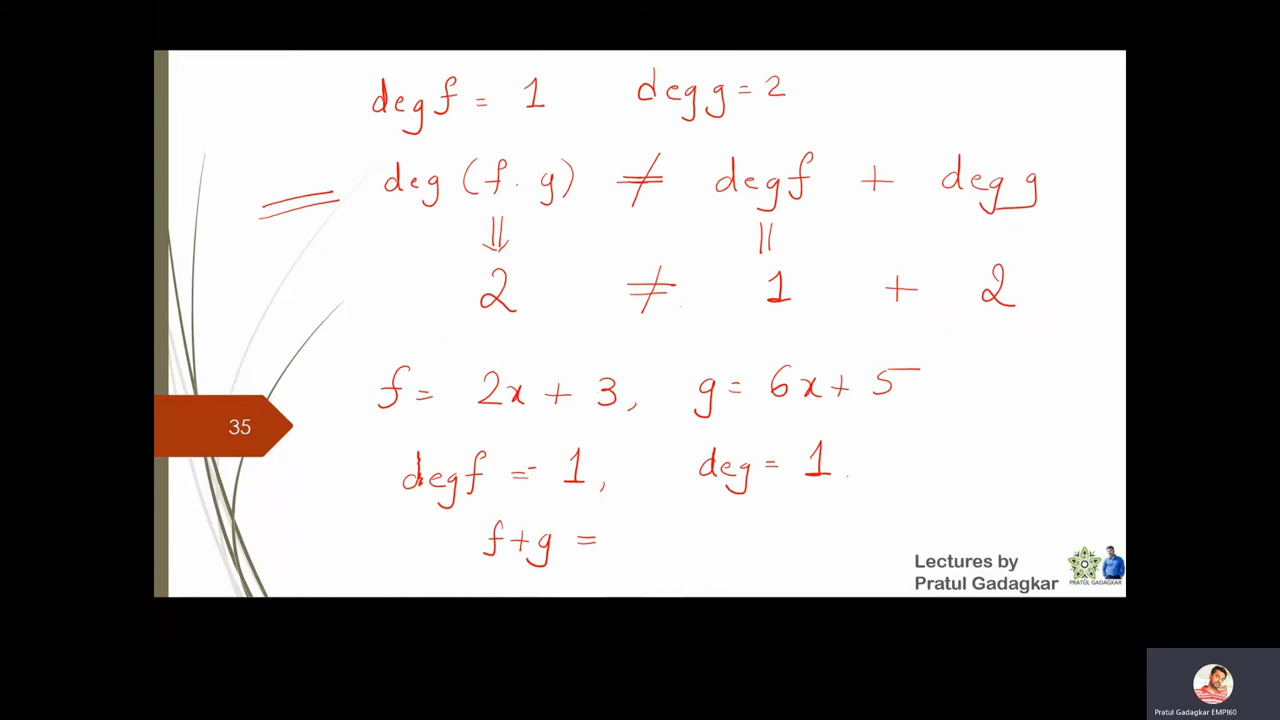 deg f = 1 deg g = 2
deg (f . g) ≠ deg f + deg g
⇓ ||
2 ≠ 1 + 2
f = 2x + 3, g = 6x + 5
35
deg f = 1, deg = 1.
f + g =
Lectures by
Pratul Gadagkar
PRATUL GADAGKAR
Pratul Gadagkar EMP160